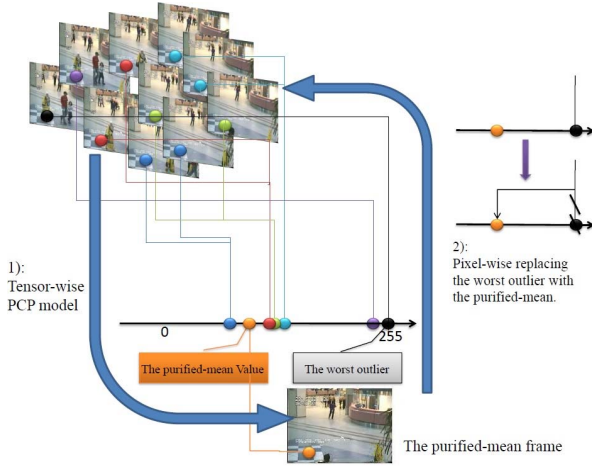 1):
Tensor-wise
PCP model
2):
Pixel-wise replacing
the worst outlier with
the purified-mean.
0
255
The purified-mean Value
The worst outlier
The purified-mean frame